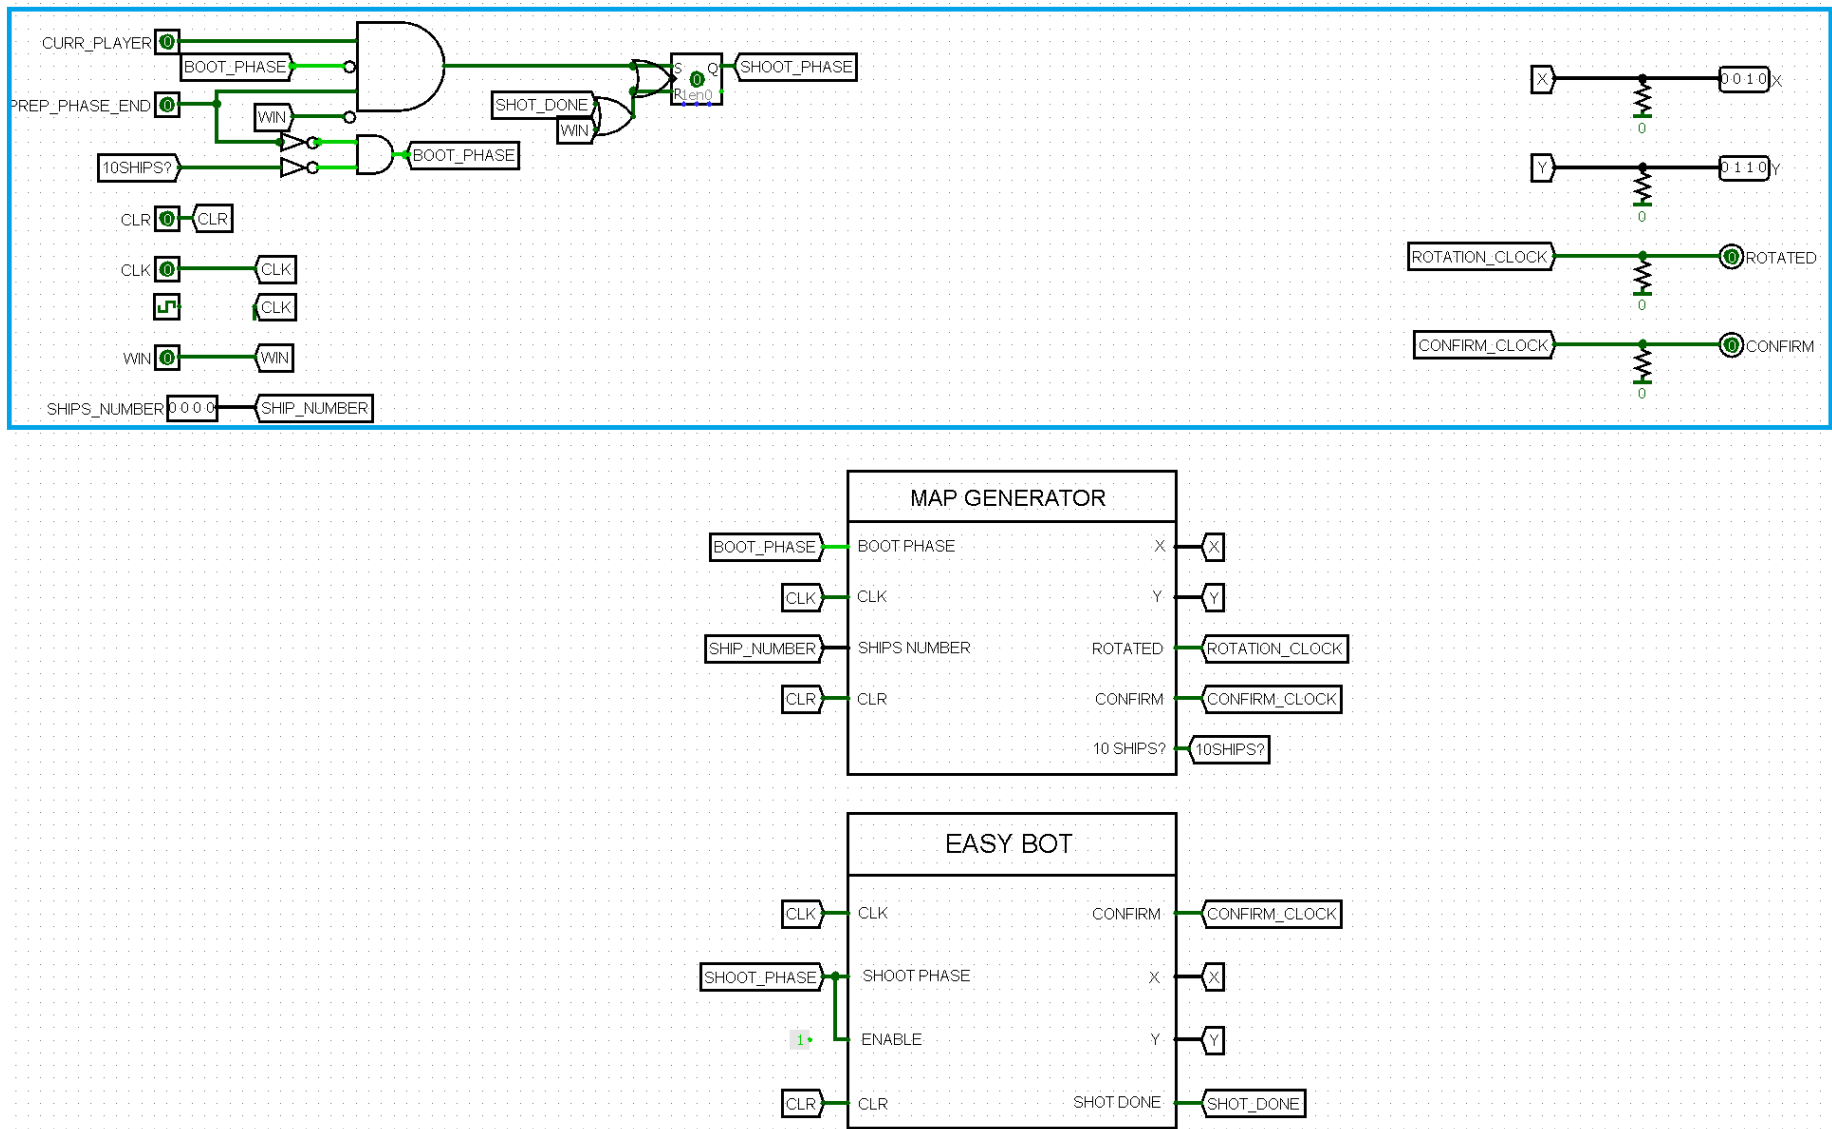 CURR_PLAYER 0
BOOT_PHASE
PREP_PHASE_END 0
WIN
10SHIPS?
BOOT_PHASE
SHOT_DONE
WIN
S Q
0
R 1 en 0
SHOOT_PHASE
CLR 0 CLR
CLK 0 CLK
CLK
WIN 0 WIN
SHIPS_NUMBER 0 0 0 0 SHIP_NUMBER
X 0 0 1 0 X
0
Y 0 1 1 0 Y
0
ROTATION_CLOCK 0 ROTATED
0
CONFIRM_CLOCK 0 CONFIRM
0
MAP GENERATOR
BOOT_PHASE BOOT PHASE X X
CLK CLK Y Y
SHIP_NUMBER SHIPS NUMBER ROTATED ROTATION_CLOCK
CLR CLR CONFIRM CONFIRM_CLOCK
10 SHIPS? 10SHIPS?
EASY BOT
CLK CLK CONFIRM CONFIRM_CLOCK
SHOOT_PHASE SHOOT PHASE X X
1 ENABLE Y Y
CLR CLR SHOT DONE SHOT_DONE